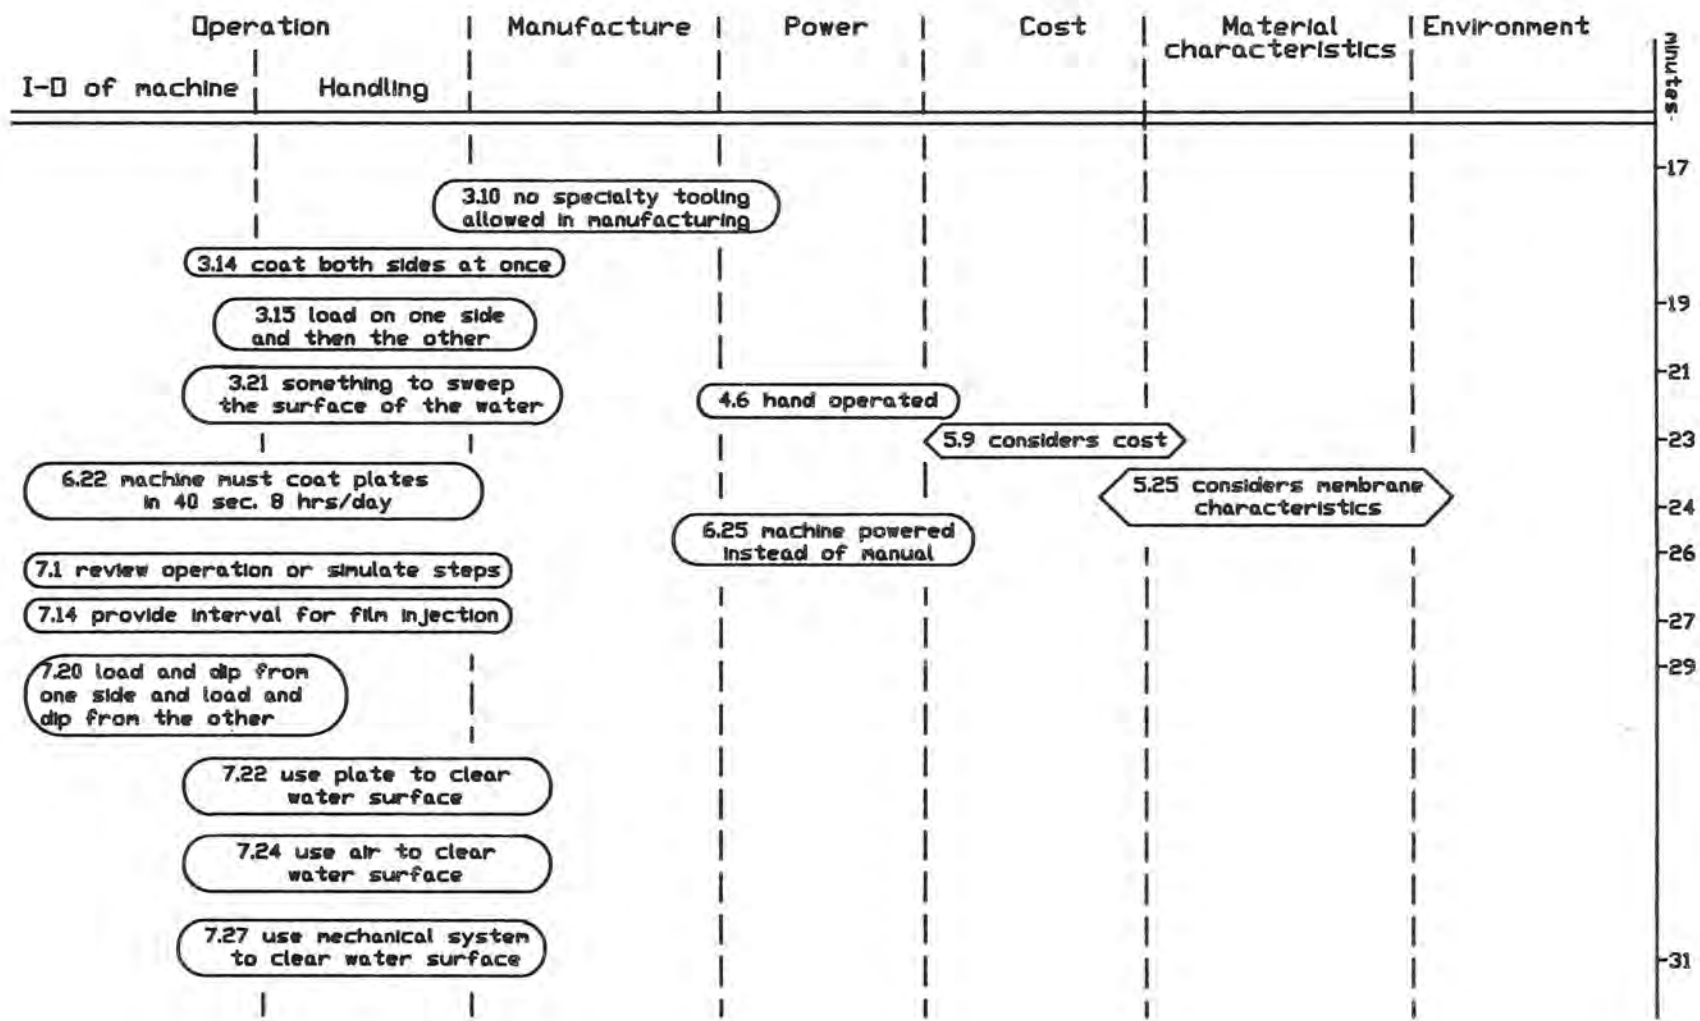 Operation
Manufacture
Power
Cost
Material
characteristics
Environment
minutes
I-O of machine
Handling
17
3.10 no specialty tooling
allowed in manufacturing
3.14 coat both sides at once
3.15 load on one side
and then the other
19
3.21 something to sweep
the surface of the water
21
4.6 hand operated
5.9 considers cost
23
6.22 machine must coat plates
in 40 sec. 8 hrs/day
5.25 considers membrane
characteristics
24
6.25 machine powered
instead of manual
26
7.1 review operation or simulate steps
7.14 provide interval for film injection
27
7.20 load and dip from
one side and load and
dip from the other
29
7.22 use plate to clear
water surface
7.24 use air to clear
water surface
7.27 use mechanical system
to clear water surface
31